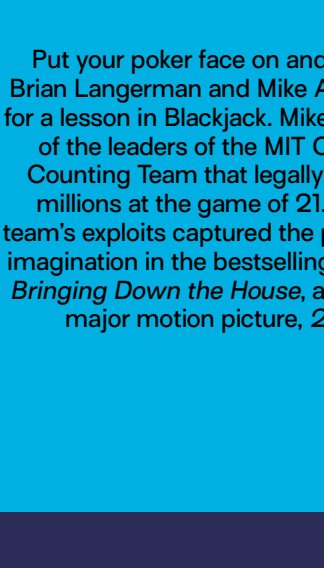 Put your poker face on and
Brian Langerman and Mike A
for a lesson in Blackjack. Mike
of the leaders of the MIT C
Counting Team that legally
millions at the game of 21.
team's exploits captured the p
imagination in the bestselling
Bringing Down the House, a
major motion picture, 2